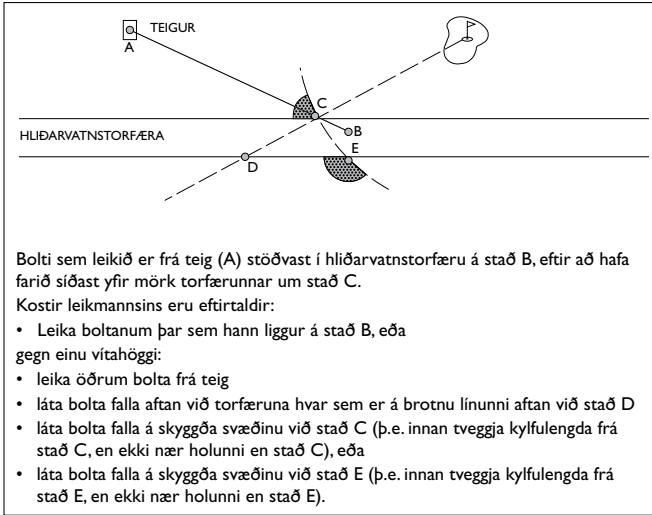 TEIGUR
A
C
HLIÐARVATNSTORFÆRA
B
E
D
Bolti sem leikið er frá teig (A) stöðvast í hliðarvatnstorfæru á stað B, eftir að hafa
farið síðast yfir mörk torfærunnar um stað C.
Kostir leikmannsins eru eftirtaldir:
• Leika boltanum þar sem hann liggur á stað B, eða
gegn einu vítahöggi:
• leika öðrum bolta frá teig
• láta bolta falla aftan við torfæruna hvar sem er á brotnu línunni aftan við stað D
• láta bolta falla á skyggða svæðinu við stað C (þ.e. innan tveggja kylfulengda frá
stað C, en ekki nær holunni en stað C), eða
• láta bolta falla á skyggða svæðinu við stað E (þ.e. innan tveggja kylfulengda frá
stað E, en ekki nær holunni en stað E).